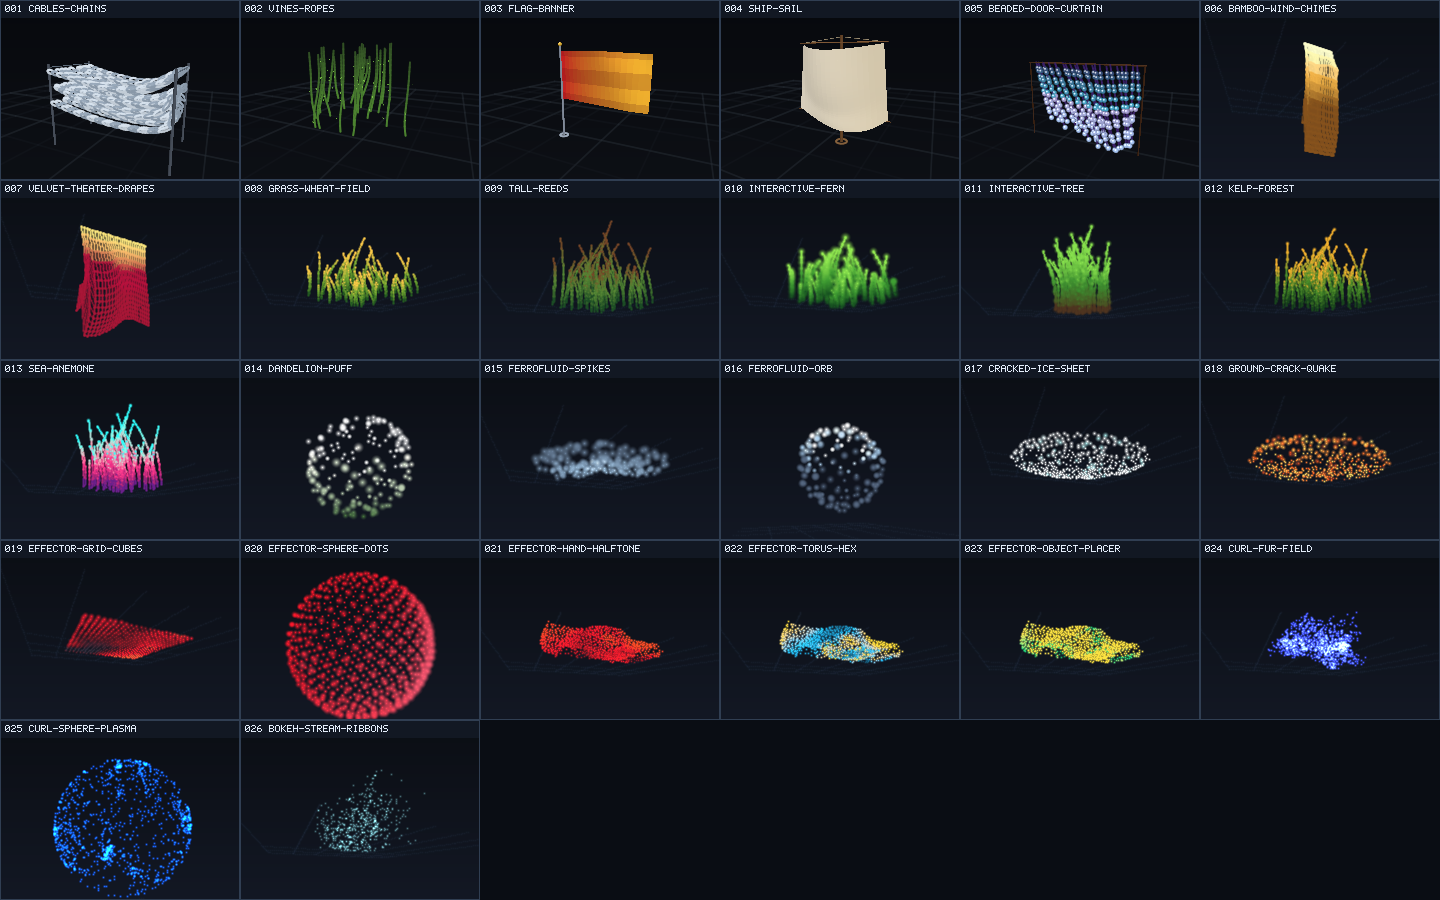 001 CABLES-CHAINS
002 VINES-ROPES
003 FLAG-BANNER
004 SHIP-SAIL
005 BEADED-DOOR-CURTAIN
006 BAMBOO-WIND-CHIMES
007 VELVET-THEATER-DRAPES
008 GRASS-WHEAT-FIELD
009 TALL-REEDS
010 INTERACTIVE-FERN
011 INTERACTIVE-TREE
012 KELP-FOREST
013 SEA-ANEMONE
014 DANDELION-PUFF
015 FERROFLUID-SPIKES
016 FERROFLUID-ORB
017 CRACKED-ICE-SHEET
018 GROUND-CRACK-QUAKE
019 EFFECTOR-GRID-CUBES
020 EFFECTOR-SPHERE-DOTS
021 EFFECTOR-HAND-HALFTONE
022 EFFECTOR-TORUS-HEX
023 EFFECTOR-OBJECT-PLACER
024 CURL-FUR-FIELD
025 CURL-SPHERE-PLASMA
026 BOKEH-STREAM-RIBBONS